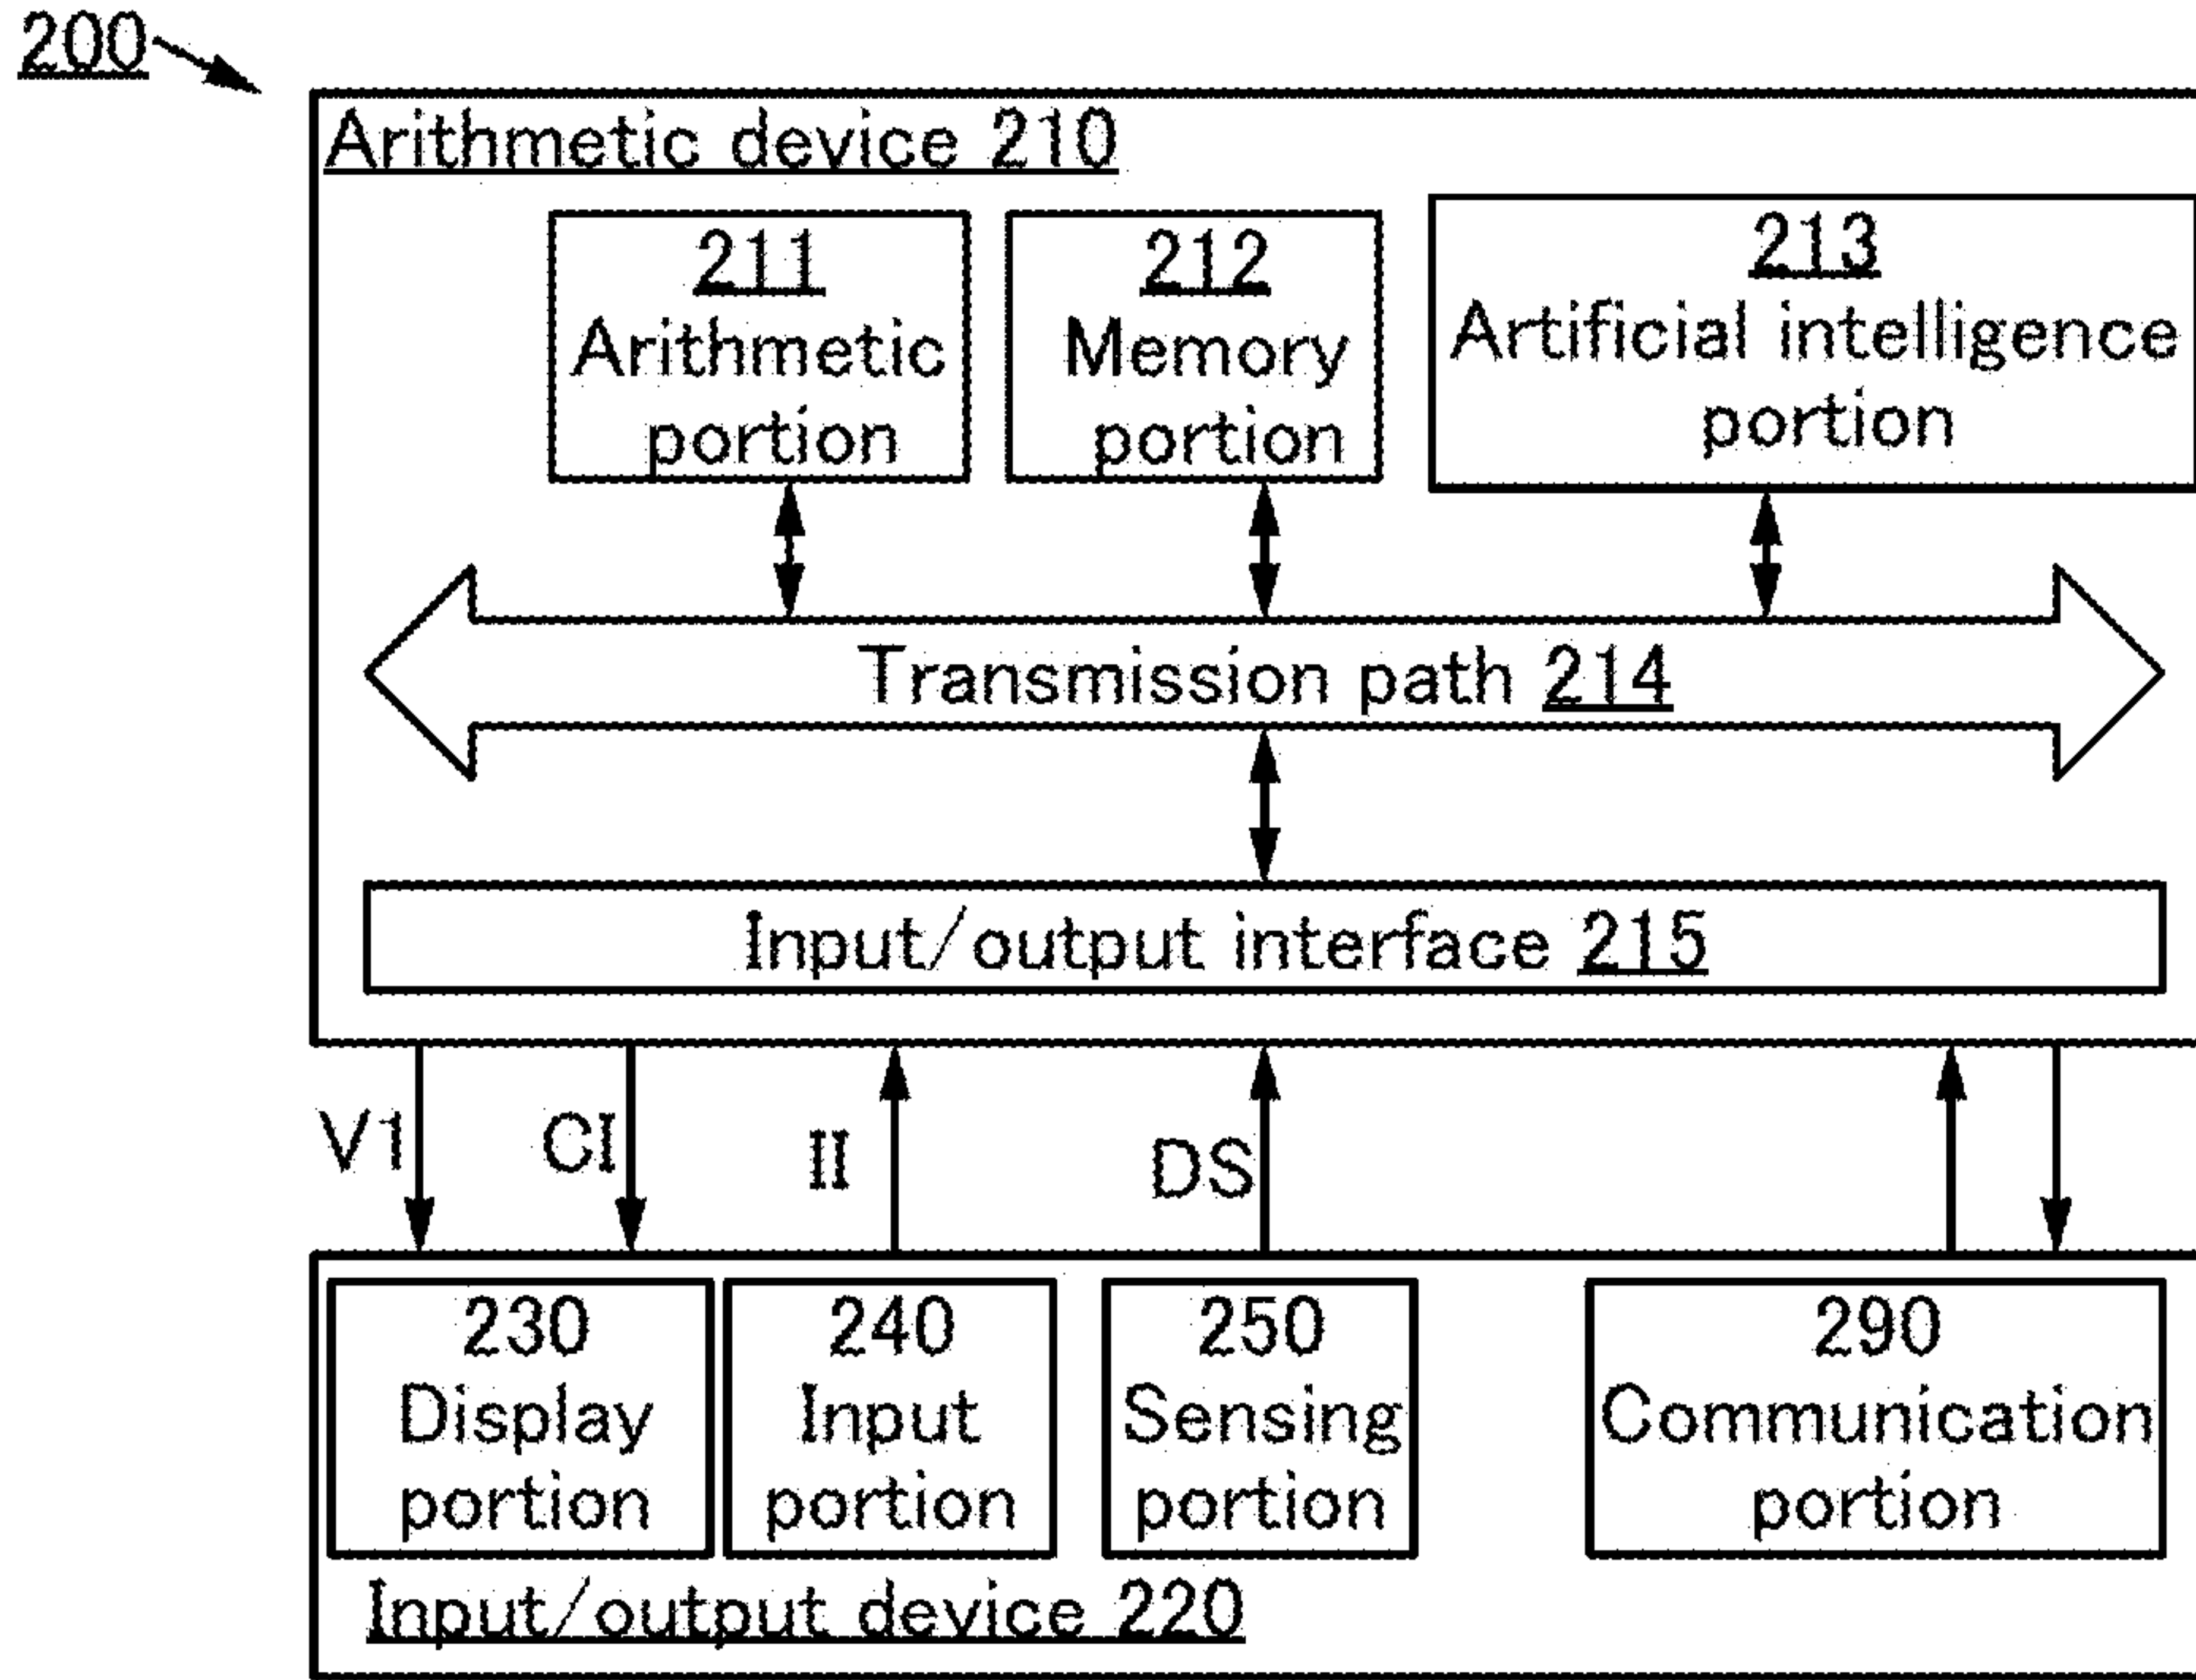 200
Arithmetic device 210
211
Arithmetic
portion
212
Memory
portion
213
Artificial intelligence
portion
Transmission path 214
Input/output interface 215
V1
CI
II
DS
230
Display
portion
240
Input
portion
250
Sensing
portion
290
Communication
portion
Input/output device 220